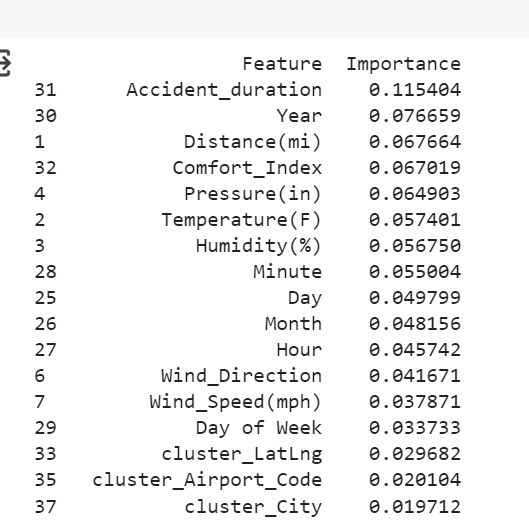 Feature Importance
31 Accident_duration 0.115404
30 Year 0.076659
1 Distance(mi) 0.067664
32 Comfort_Index 0.067019
4 Pressure(in) 0.064903
2 Temperature(F) 0.057401
3 Humidity(%) 0.056750
28 Minute 0.055004
25 Day 0.049799
26 Month 0.048156
27 Hour 0.045742
6 Wind_Direction 0.041671
7 Wind_Speed(mph) 0.037871
29 Day of Week 0.033733
33 cluster_LatLng 0.029682
35 cluster_Airport_Code 0.020104
37 cluster_City 0.019712